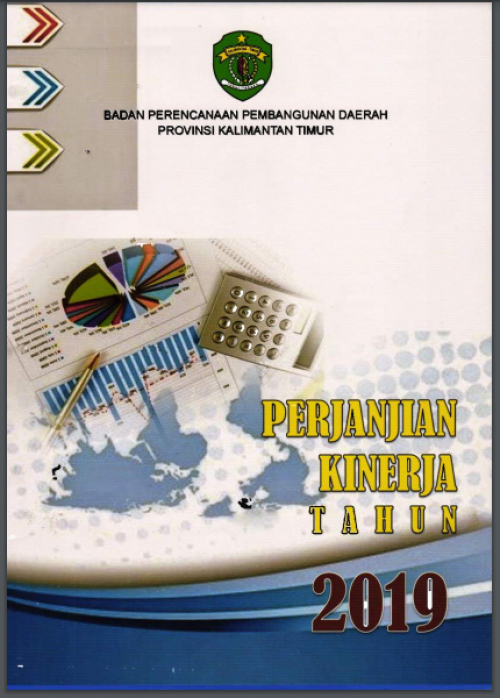 BADAN PERENCANAAN PEMBANGUNAN DAERAH
PROVINSI KALIMANTAN TIMUR
PERJANJIAN
KINERJA
TAHUN
2019